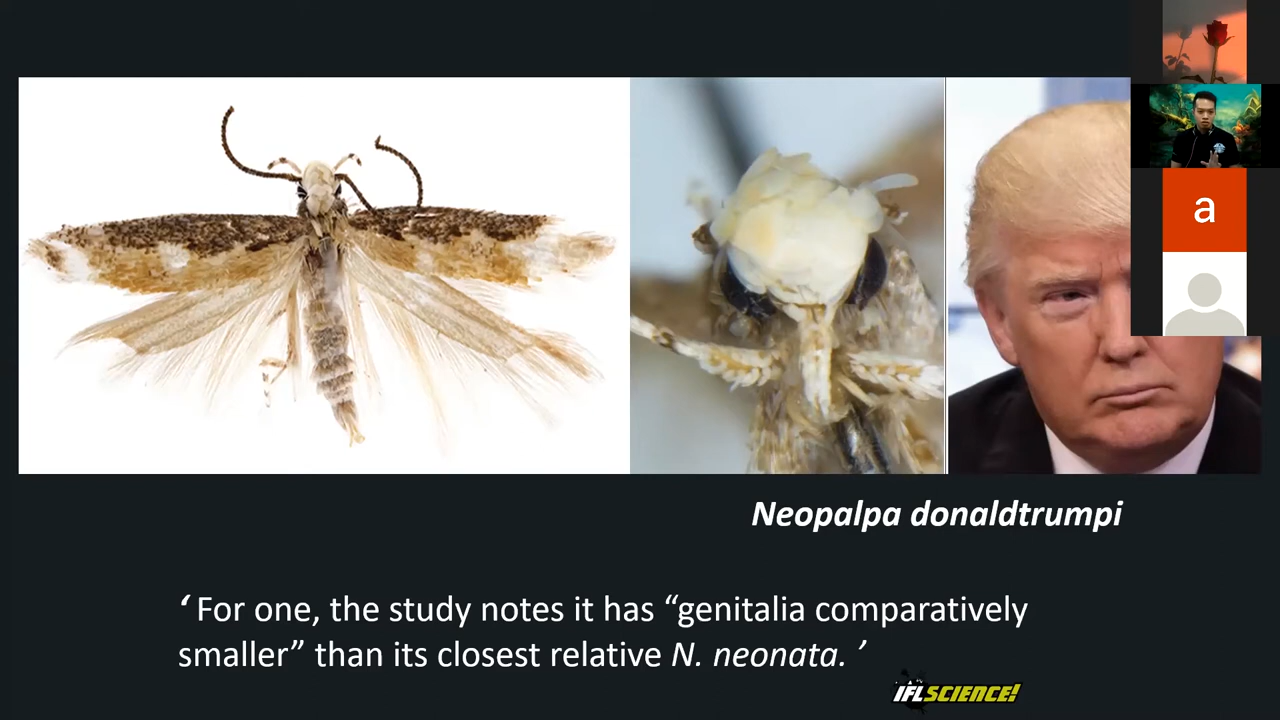 a
Neopalpa donaldtrumpi
‘ For one, the study notes it has “genitalia comparatively
smaller” than its closest relative N. neonata. ’
IFLSCIENCE!